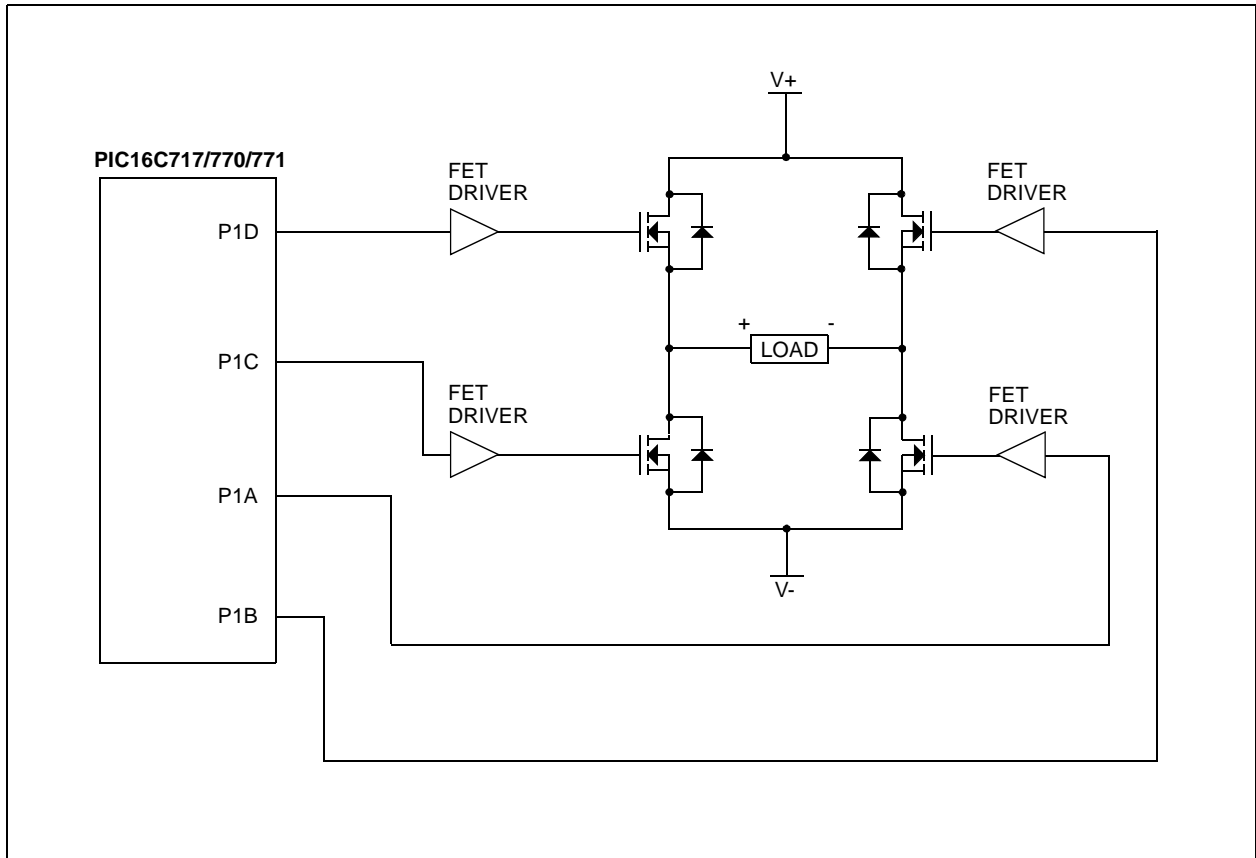 V+
PIC16C717/770/771
FET
DRIVER
FET
DRIVER
P1D
+
-
LOAD
P1C
FET
DRIVER
FET
DRIVER
P1A
V-
P1B